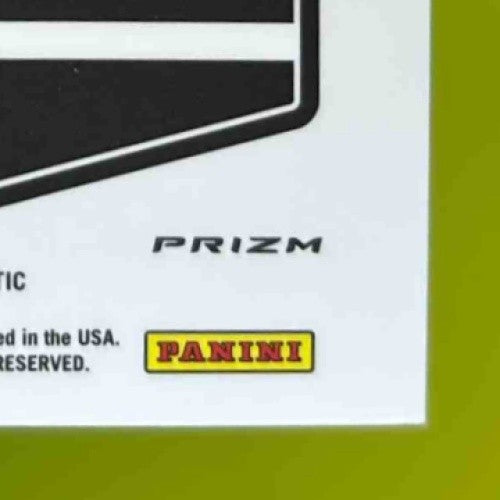 PRIZM
TIC
ed in the USA.
RESERVED.
PANINI